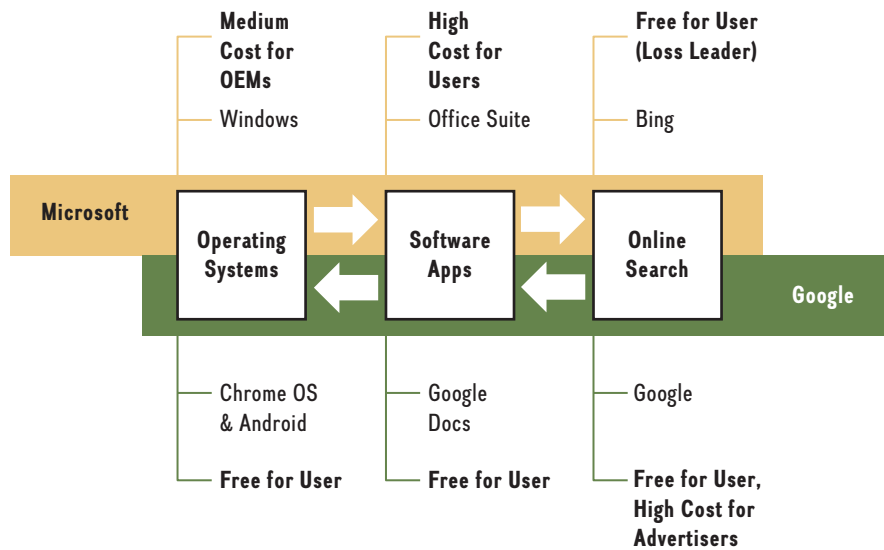 Medium
Cost for
OEMs
High
Cost for
Users
Free for User
(Loss Leader)
Windows
Office Suite
Bing
Microsoft
Operating
Systems
Software
Apps
Online
Search
Google
Chrome OS
& Android
Google
Docs
Google
Free for User
Free for User
Free for User,
High Cost for
Advertisers